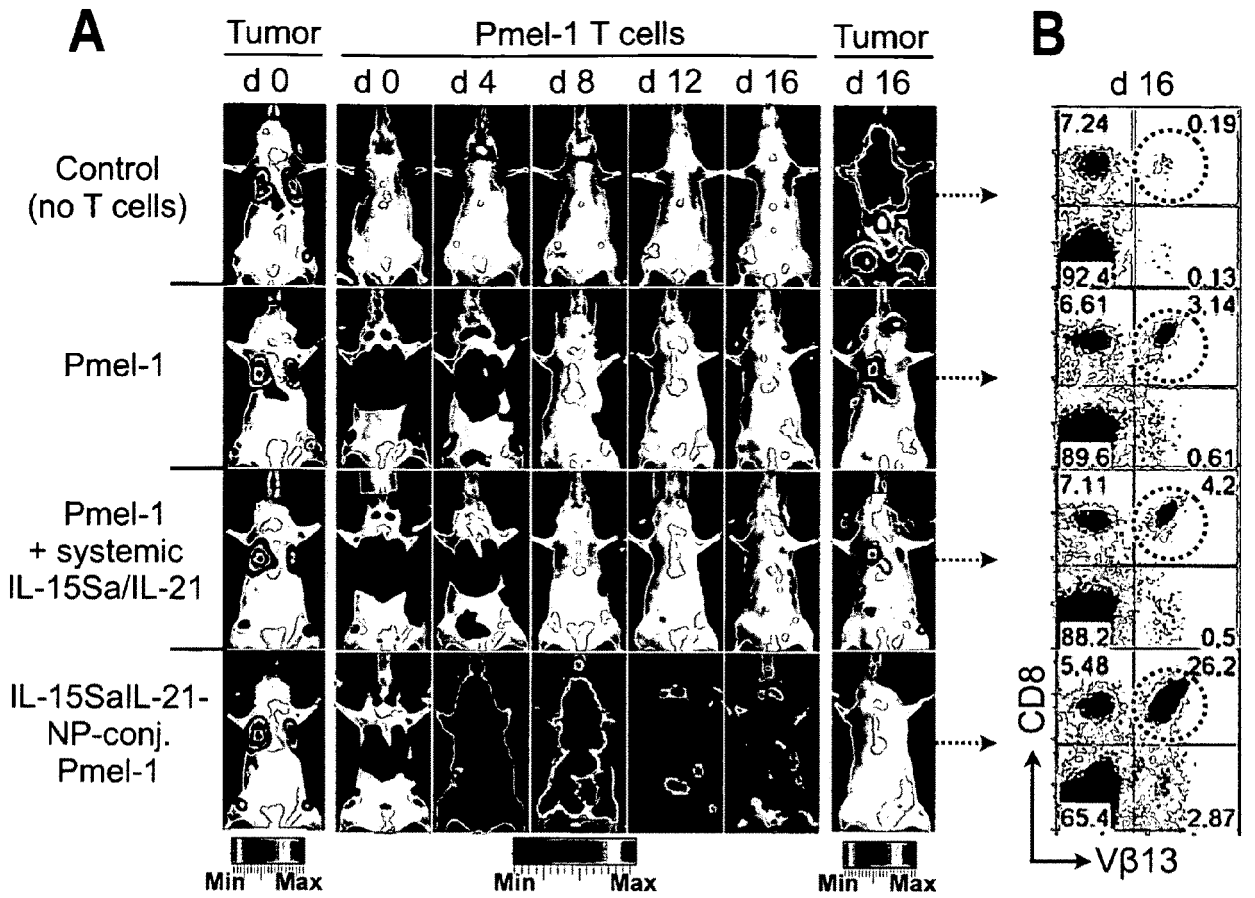 A
B
Tumor
Pmel-1 T cells
Tumor
d 0
d 0
d 4
d 8
d 12
d 16
d 16
d 16
Control
(no T cells)
7.24
0.19
92.4
0.13
Pmel-1
6.61
3.14
89.6
0.61
Pmel-1
+ systemic
IL-15Sa/IL-21
7.11
4.2
88.2
0.5
IL-15SaIL-21-
NP-conj.
Pmel-1
5.48
26.2
65.4
2.87
CD8
Vβ13
Min Max
Min Max
Min Max